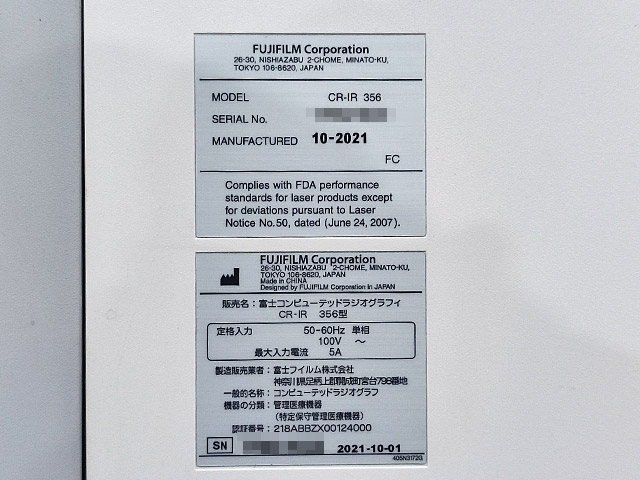 FUJIFILM Corporation
26-30, NISHIAZABU 2-CHOME, MINATO-KU,
TOKYO 106-8620, JAPAN
MODEL CR-IR 356
SERIAL No.
MANUFACTURED 10-2021
FC
Complies with FDA performance
standards for laser products except
for deviations pursuant to Laser
Notice No.50, dated (June 24, 2007).
FUJIFILM Corporation
26-30, NISHIAZABU 2-CHOME, MINATO-KU,
TOKYO 106-8620, JAPAN
Made in CHINA
Designed by FUJIFILM Corporation in JAPAN
販売名：富士コンピューテッドラジオグラフィ
CR-IR 356型
定格入力 50-60Hz 単相
100V ～
最大入力電流 5A
製造販売業者：富士フイルム株式会社
神奈川県足柄上郡開成町宮台798番地
一般的名称：コンピューテッドラジオグラフ
機器の分類：管理医療機器
（特定保守管理医療機器）
認証番号：218ABBZX00124000
SN 2021-10-01
405N3172G